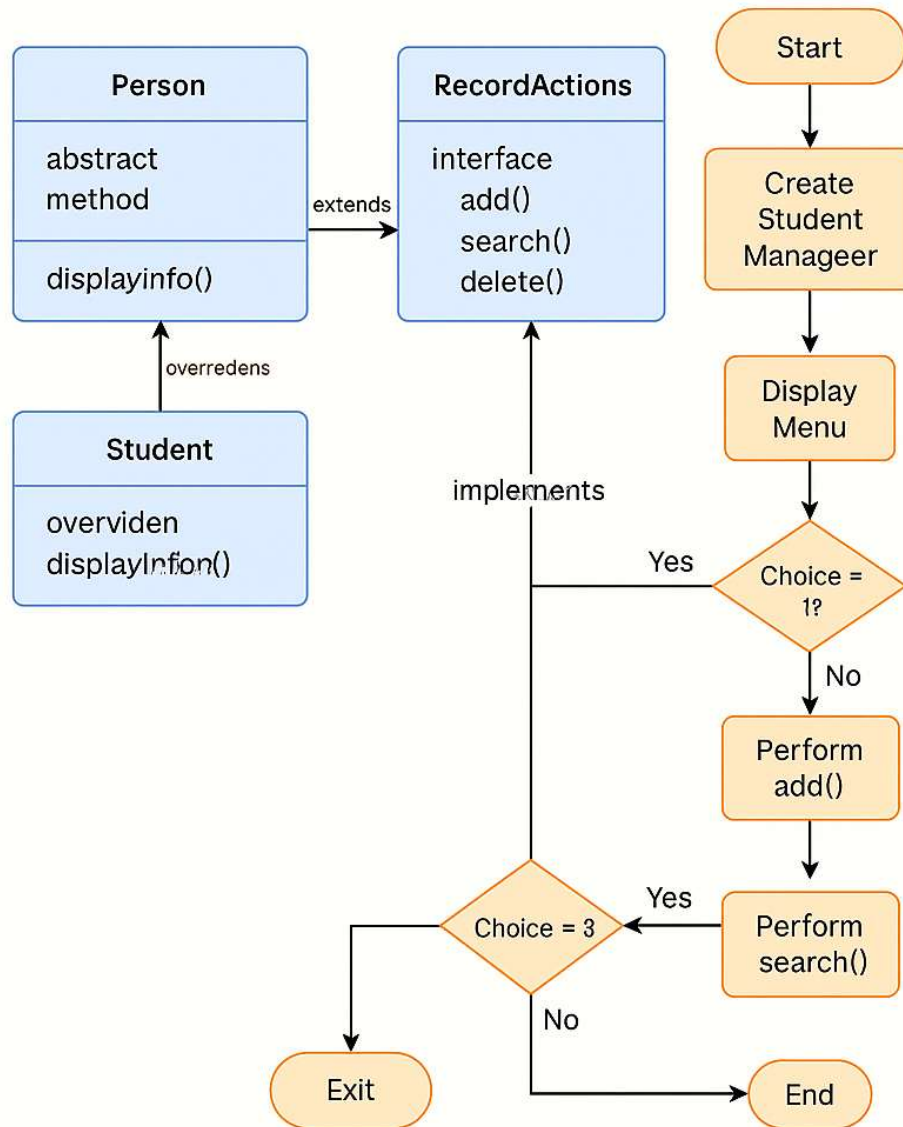 Person
abstract
method
displayinfo()
extends
RecordActions
interface
add()
search()
delete()
overredens
Student
overviden
displayInfon()
implements
Start
Create
Student
Manageer
Display
Menu
Choice =
1?
Yes
No
Perform
add()
Perform
search()
Yes
Choice = 3
No
Exit
End